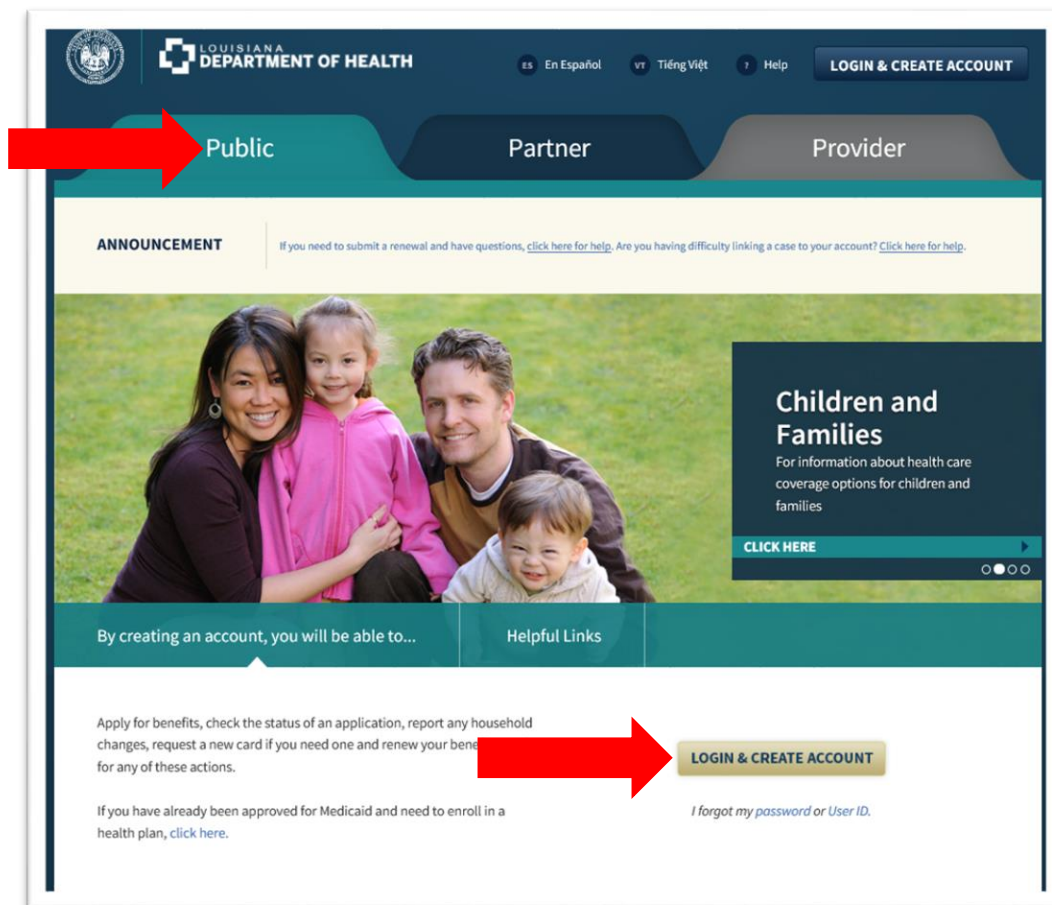 LOUISIANA
DEPARTMENT OF HEALTH
ES En Español VT Tiếng Việt ? Help LOGIN & CREATE ACCOUNT
Public Partner Provider
ANNOUNCEMENT If you need to submit a renewal and have questions, click here for help. Are you having difficulty linking a case to your account? Click here for help.
Children and
Families
For information about health care
coverage options for children and
families
CLICK HERE
By creating an account, you will be able to... Helpful Links
Apply for benefits, check the status of an application, report any household
changes, request a new card if you need one and renew your
for any of these actions.
LOGIN & CREATE ACCOUNT
If you have already been approved for Medicaid and need to enroll in a
health plan, click here.
I forgot my password or User ID.